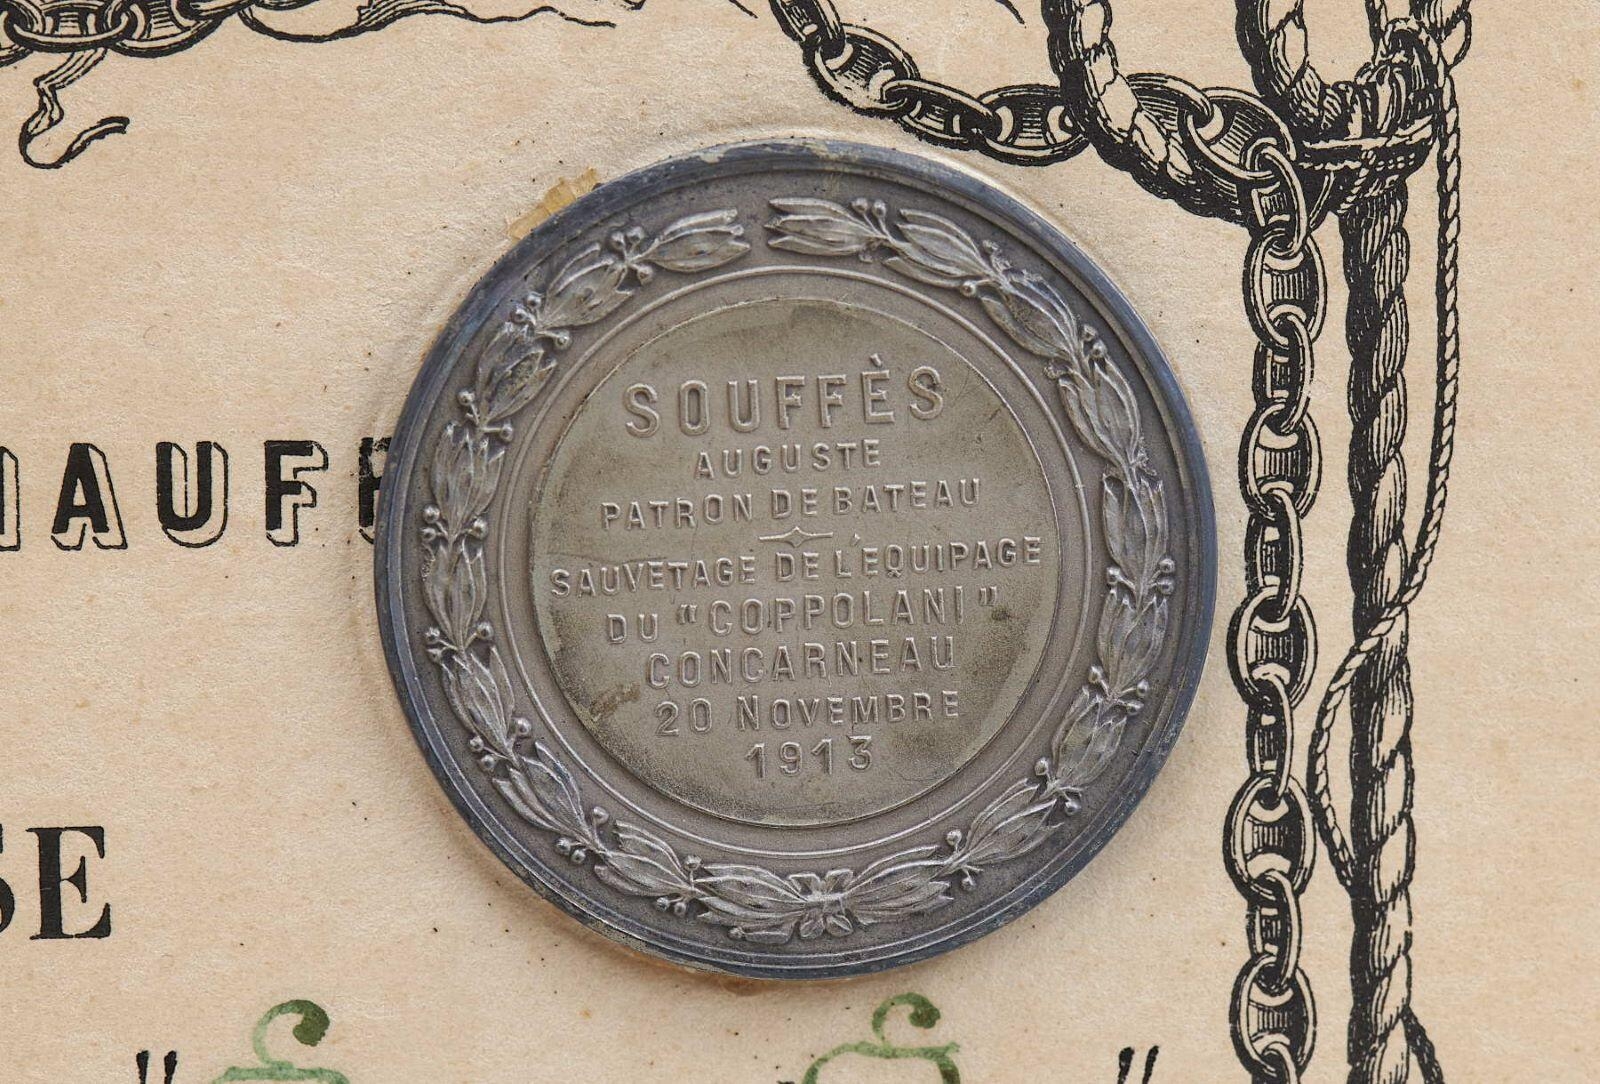 SOUFFÈS
AUGUSTE
PATRON DE BATEAU
SAUVETAGE DE L'EQUIPAGE
DU "COPPOLANI"
CONCARNEAU
20 NOVEMBRE
1913